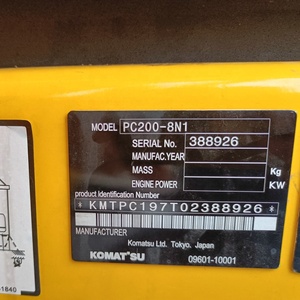 MODEL PC200-8N1
SERIAL No. 388926
MANUFAC.YEAR
MASS Kg
ENGINE POWER KW
product Identification Number
* KMTPC197T02388926 *
MANUFACTURER
Komatsu Ltd. Tokyo. Japan
KOMATSU 09601-10001